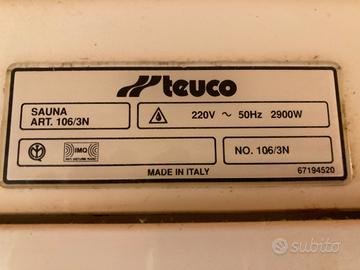 teuco
SAUNA
ART. 106/3N
220V ~ 50Hz 2900W
IMQ
NO. 106/3N
MADE IN ITALY
67194520
subito